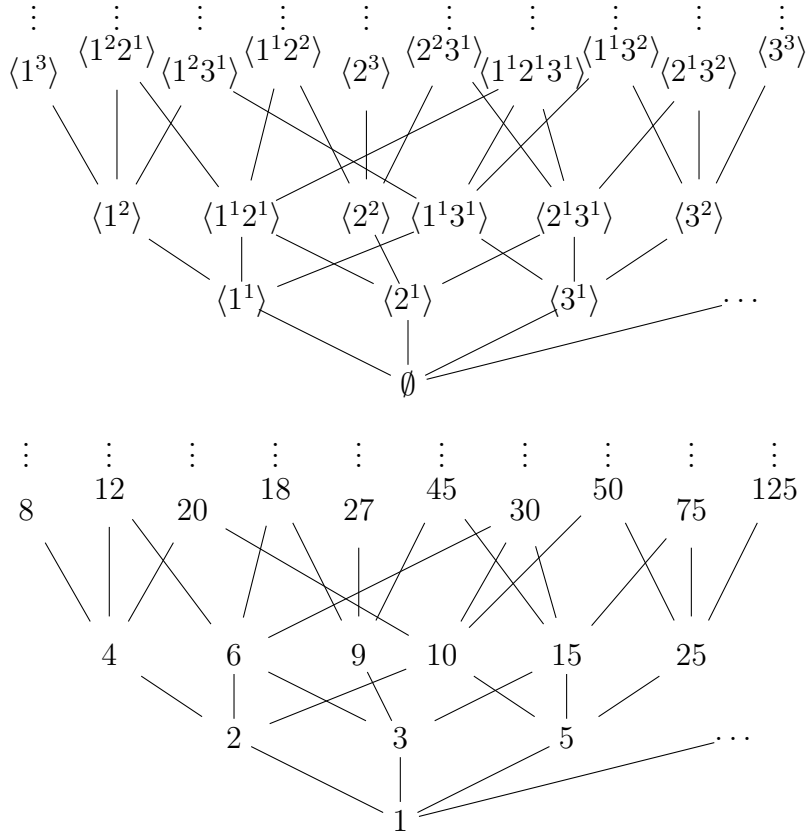 ⋮ ⋮ ⋮ ⋮ ⋮ ⋮ ⋮ ⋮ ⋮ ⋮
⟨1³⟩ ⟨1²2¹⟩ ⟨1²3¹⟩ ⟨1¹2²⟩ ⟨2³⟩ ⟨2²3¹⟩ ⟨1¹2¹3¹⟩ ⟨1¹3²⟩ ⟨2¹3²⟩ ⟨3³⟩
⟨1²⟩ ⟨1¹2¹⟩ ⟨2²⟩ ⟨1¹3¹⟩ ⟨2¹3¹⟩ ⟨3²⟩
⟨1¹⟩ ⟨2¹⟩ ⟨3¹⟩ ⋯
∅
⋮ ⋮ ⋮ ⋮ ⋮ ⋮ ⋮ ⋮ ⋮ ⋮
8 12 20 18 27 45 30 50 75 125
4 6 9 10 15 25
2 3 5 ⋯
1